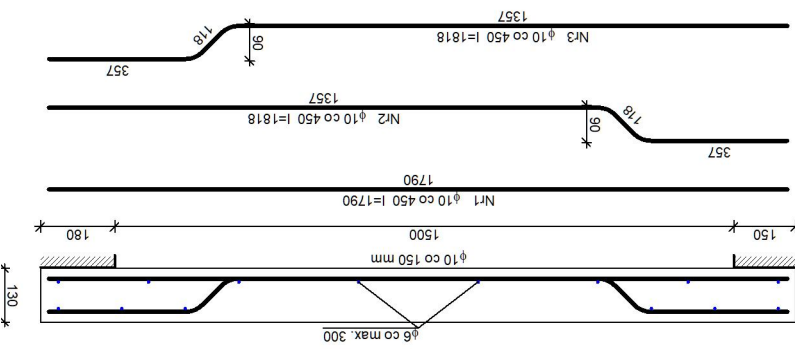 ϕ6 co max. 300
130
ϕ10 co 150 mm
150 1500 180
Nr1 ϕ10 co 450 l=1790
1790
357
118
90
Nr2 ϕ10 co 450 l=1818
1357
357
90
118
Nr3 ϕ10 co 450 l=1818
1357